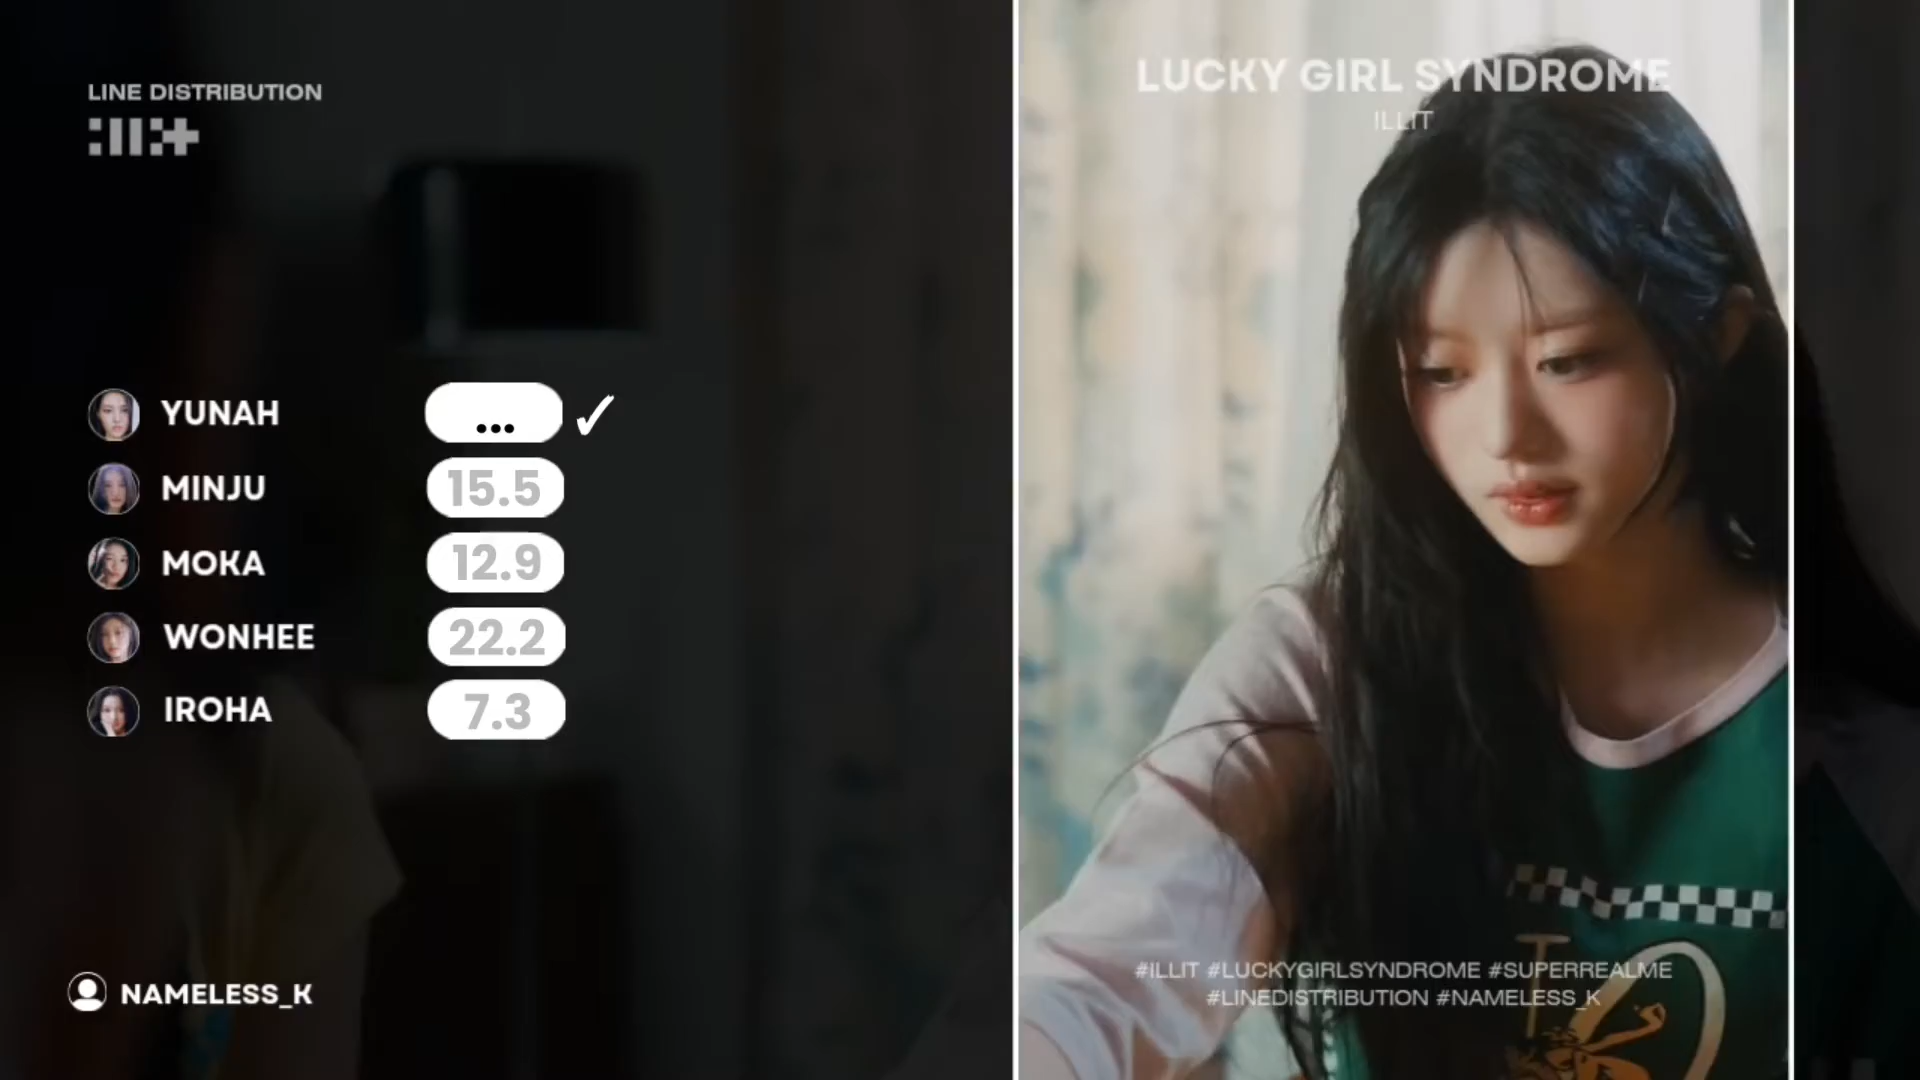 LINE DISTRIBUTION
YUNAH ... ✓
MINJU 15.5
MOKA 12.9
WONHEE 22.2
IROHA 7.3
NAMELESS_K
LUCKY GIRL SYNDROME
ILLIT
#ILLIT #LUCKYGIRLSYNDROME #SUPERREALME
#LINEDISTRIBUTION #NAMELESS_K